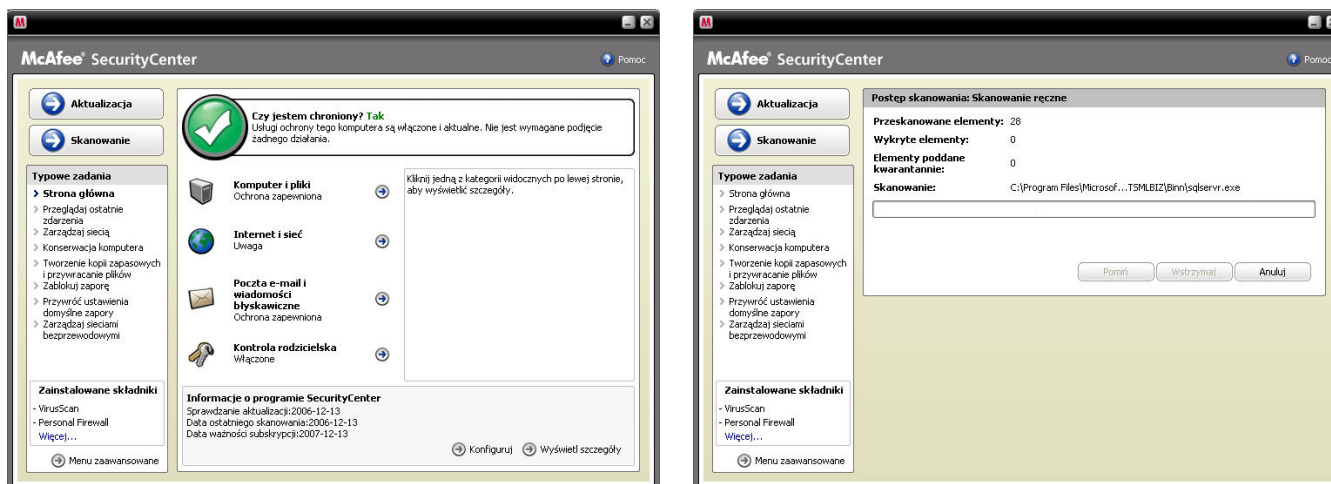 McAfee® SecurityCenter
Pomoc
Aktualizacja
Skanowanie
Typowe zadania
Strona główna
Przeglądaj ostatnie
zdarzenia
Zarządzaj siecią
Konserwacja komputera
Tworzenie kopii zapasowych
i przywracanie plików
Zablokuj zaporę
Przywróć ustawienia
domyślne zapory
Zarządzaj sieciami
bezprzewodowymi
Zainstalowane składniki
- VirusScan
- Personal Firewall
Więcej...
Menu zaawansowane
Czy jestem chroniony? Tak
Usługi ochrony tego komputera są włączone i aktualne. Nie jest wymagane podjęcie
żadnego działania.
Komputer i pliki
Ochrona zapewniona
Internet i sieć
Uwaga
Poczta e-mail i
wiadomości
błyskawiczne
Ochrona zapewniona
Kontrola rodzicielska
Włączone
Kliknij jedną z kategorii widocznych po lewej stronie,
aby wyświetlić szczegóły.
Informacje o programie SecurityCenter
Sprawdzanie aktualizacji:2006-12-13
Data ostatniego skanowania:2006-12-13
Data ważności subskrypcji:2007-12-13
Konfiguruj
Wyświetl szczegóły
McAfee® SecurityCenter
Pomoc
Aktualizacja
Skanowanie
Typowe zadania
Strona główna
Przeglądaj ostatnie
zdarzenia
Zarządzaj siecią
Konserwacja komputera
Tworzenie kopii zapasowych
i przywracanie plików
Zablokuj zaporę
Przywróć ustawienia
domyślne zapory
Zarządzaj sieciami
bezprzewodowymi
Zainstalowane składniki
- VirusScan
- Personal Firewall
Więcej...
Menu zaawansowane
Postęp skanowania: Skanowanie ręczne
Przeskanowane elementy: 28
Wykryte elementy: 0
Elementy poddane
kwarantannie: 0
Skanowanie: C:\Program Files\Microsof...TSMLBIZ\Binn\sqlservr.exe
Pomiń
Wstrzymaj
Anuluj